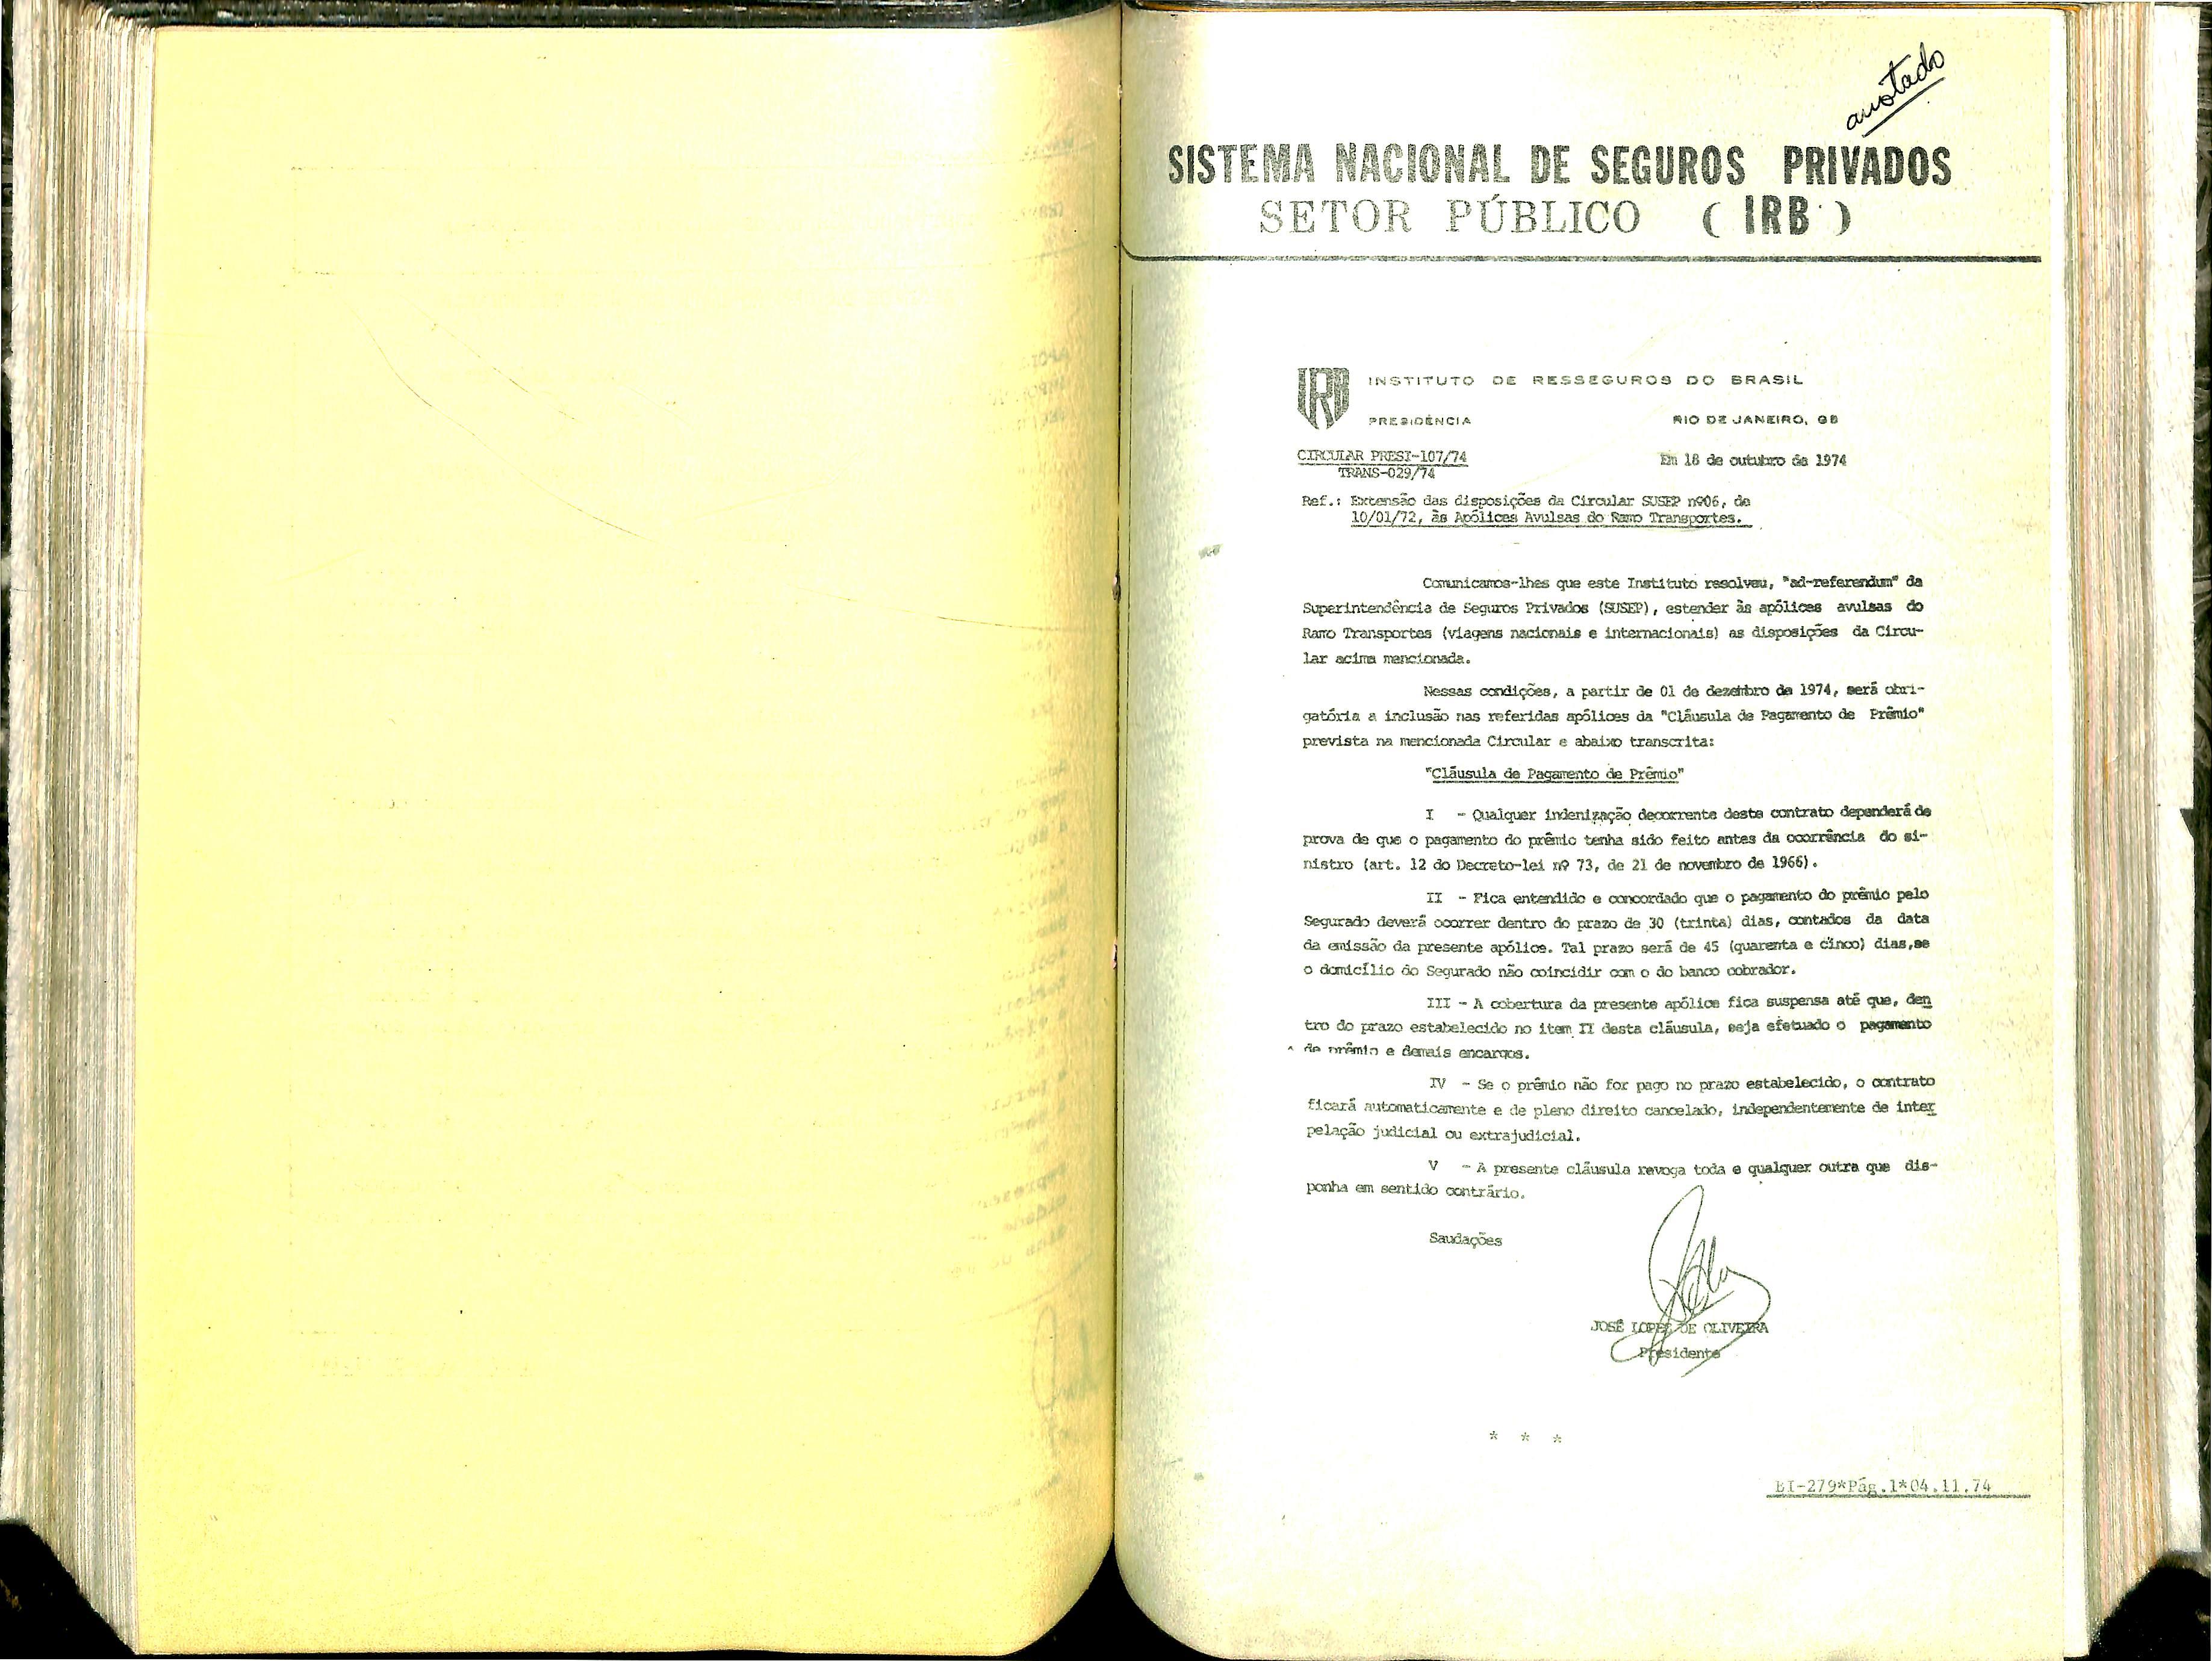 anotado
SISTEMA NACIONAL DE SEGUROS PRIVADOS
SETOR PÚBLICO ( IRB )
IRB
INSTITUTO DE RESSEGUROS DO BRASIL
PRESIDÊNCIA RIO DE JANEIRO, GB
CIRCULAR PRESI-107/74 Em 18 de outubro de 1974
TRANS-029/74
Ref.: Extensão das disposições da Circular SUSEP nº06, de
10/01/72, às Apólices Avulsas do Ramo Transportes.
Comunicamos-lhes que este Instituto resolveu, "ad-referendum" da
Superintendência de Seguros Privados (SUSEP), estender às apólices avulsas do
Ramo Transportes (viagens nacionais e internacionais) as disposições da Circu-
lar acima mencionada.
Nessas condições, a partir de 01 de dezembro de 1974, será obri-
gatória a inclusão nas referidas apólices da "Cláusula de Pagamento de Prêmio"
prevista na mencionada Circular e abaixo transcrita:
"Cláusula de Pagamento de Prêmio"
I - Qualquer indenização decorrente deste contrato dependerá de
prova de que o pagamento do prêmio tenha sido feito antes da ocorrência do si-
nistro (art. 12 do Decreto-lei nº 73, de 21 de novembro de 1966).
II - Fica entendido e concordado que o pagamento do prêmio pelo
Segurado deverá ocorrer dentro do prazo de 30 (trinta) dias, contados da data
da emissão da presente apólice. Tal prazo será de 45 (quarenta e cinco) dias,se
o domicílio do Segurado não coincidir com o do banco cobrador.
III - A cobertura da presente apólice fica suspensa até que, den
tro do prazo estabelecido no item II desta cláusula, seja efetuado o pagamento
de prêmio e demais encargos.
IV - Se o prêmio não for pago no prazo estabelecido, o contrato
ficará automaticamente e de pleno direito cancelado, independentemente de inter
pelação judicial ou extrajudicial.
V - A presente cláusula revoga toda e qualquer outra que dis-
ponha em sentido contrário.
Saudações
JOSÉ LOPES DE OLIVEIRA
Presidente
* * *
BI-279*Pág.1*04.11.74